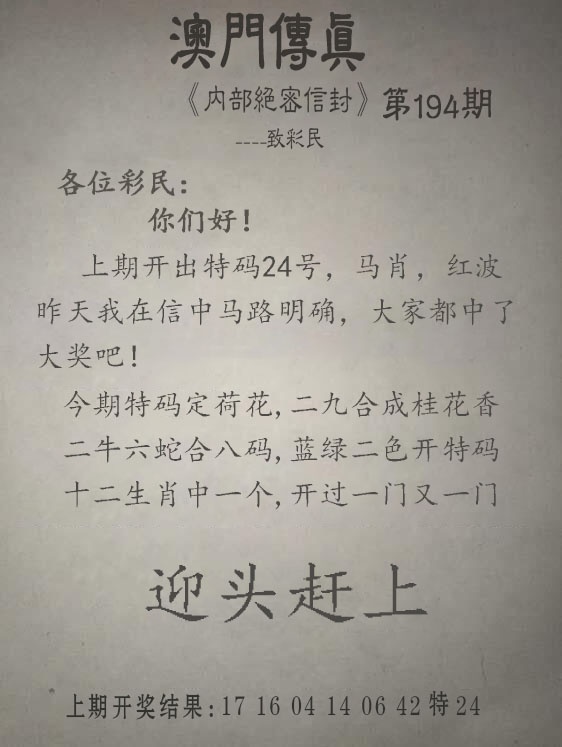 澳門傳眞
《内部絕密信封》第194期
----致彩民
各位彩民：
你们好！
上期开出特码24号，马肖，红波
昨天我在信中马路明确，大家都中了
大奖吧！
今期特码定荷花,二九合成桂花香
二牛六蛇合八码,蓝绿二色开特码
十二生肖中一个,开过一门又一门
迎头赶上
上期开奖结果:17 16 04 14 06 42 特 24